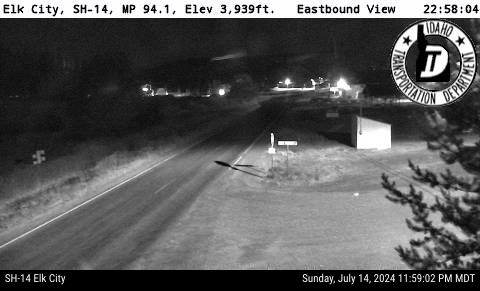 Elk City, SH-14, MP 94.1, Elev 3,939ft. Eastbound View 22:58:04
IDAHO
TRANSPORTATION DEPARTMENT
SH-14 Elk City Sunday, July 14, 2024 11:59:02 PM MDT